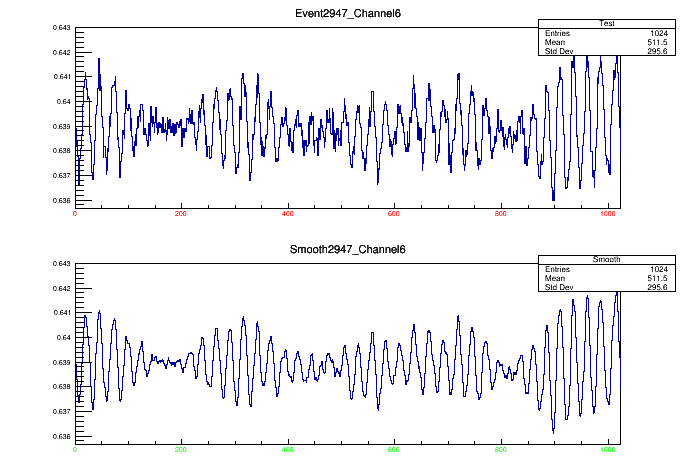 Event2947_Channel6
Test
Entries 1024
Mean 511.5
Std Dev 295.6
0.643
0.642
0.641
0.64
0.639
0.638
0.637
0.636
0 200 400 600 800 1000
Smooth2947_Channel6
Smooth
Entries 1024
Mean 511.5
Std Dev 295.6
0.643
0.642
0.641
0.64
0.639
0.638
0.637
0.636
0 200 400 600 800 1000